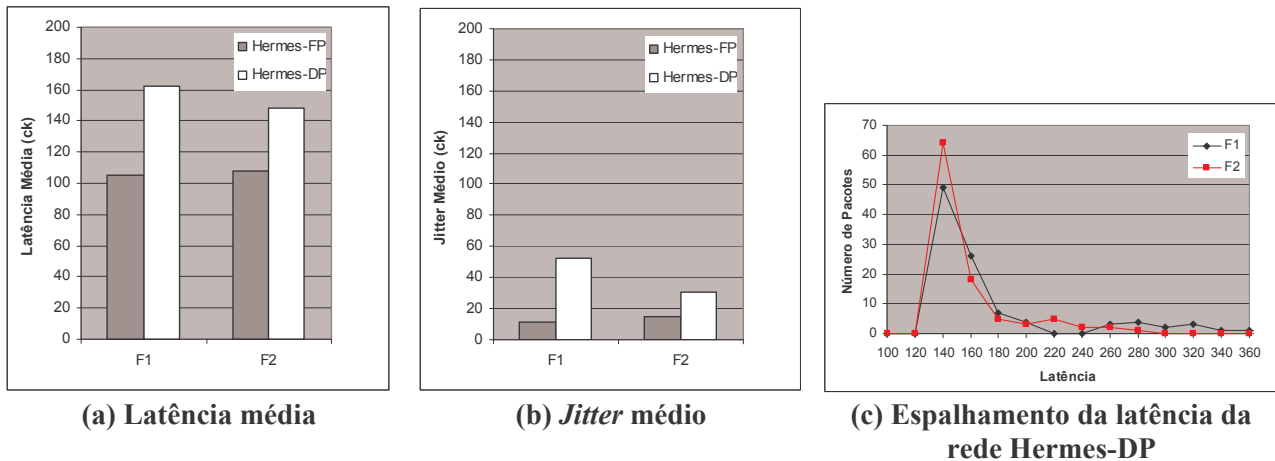 200
180
160
140
120
100
80
60
40
20
0
Latência Média (ck)
Hermes-FP
Hermes-DP
F1 F2
(a) Latência média
200
180
160
140
120
100
80
60
40
20
0
Jitter Médio (ck)
Hermes-FP
Hermes-DP
F1 F2
(b) Jitter médio
70
60
50
40
30
20
10
0
Número de Pacotes
F1
F2
100 120 140 160 180 200 220 240 260 280 300 320 340 360
Latência
(c) Espalhamento da latência da
rede Hermes-DP